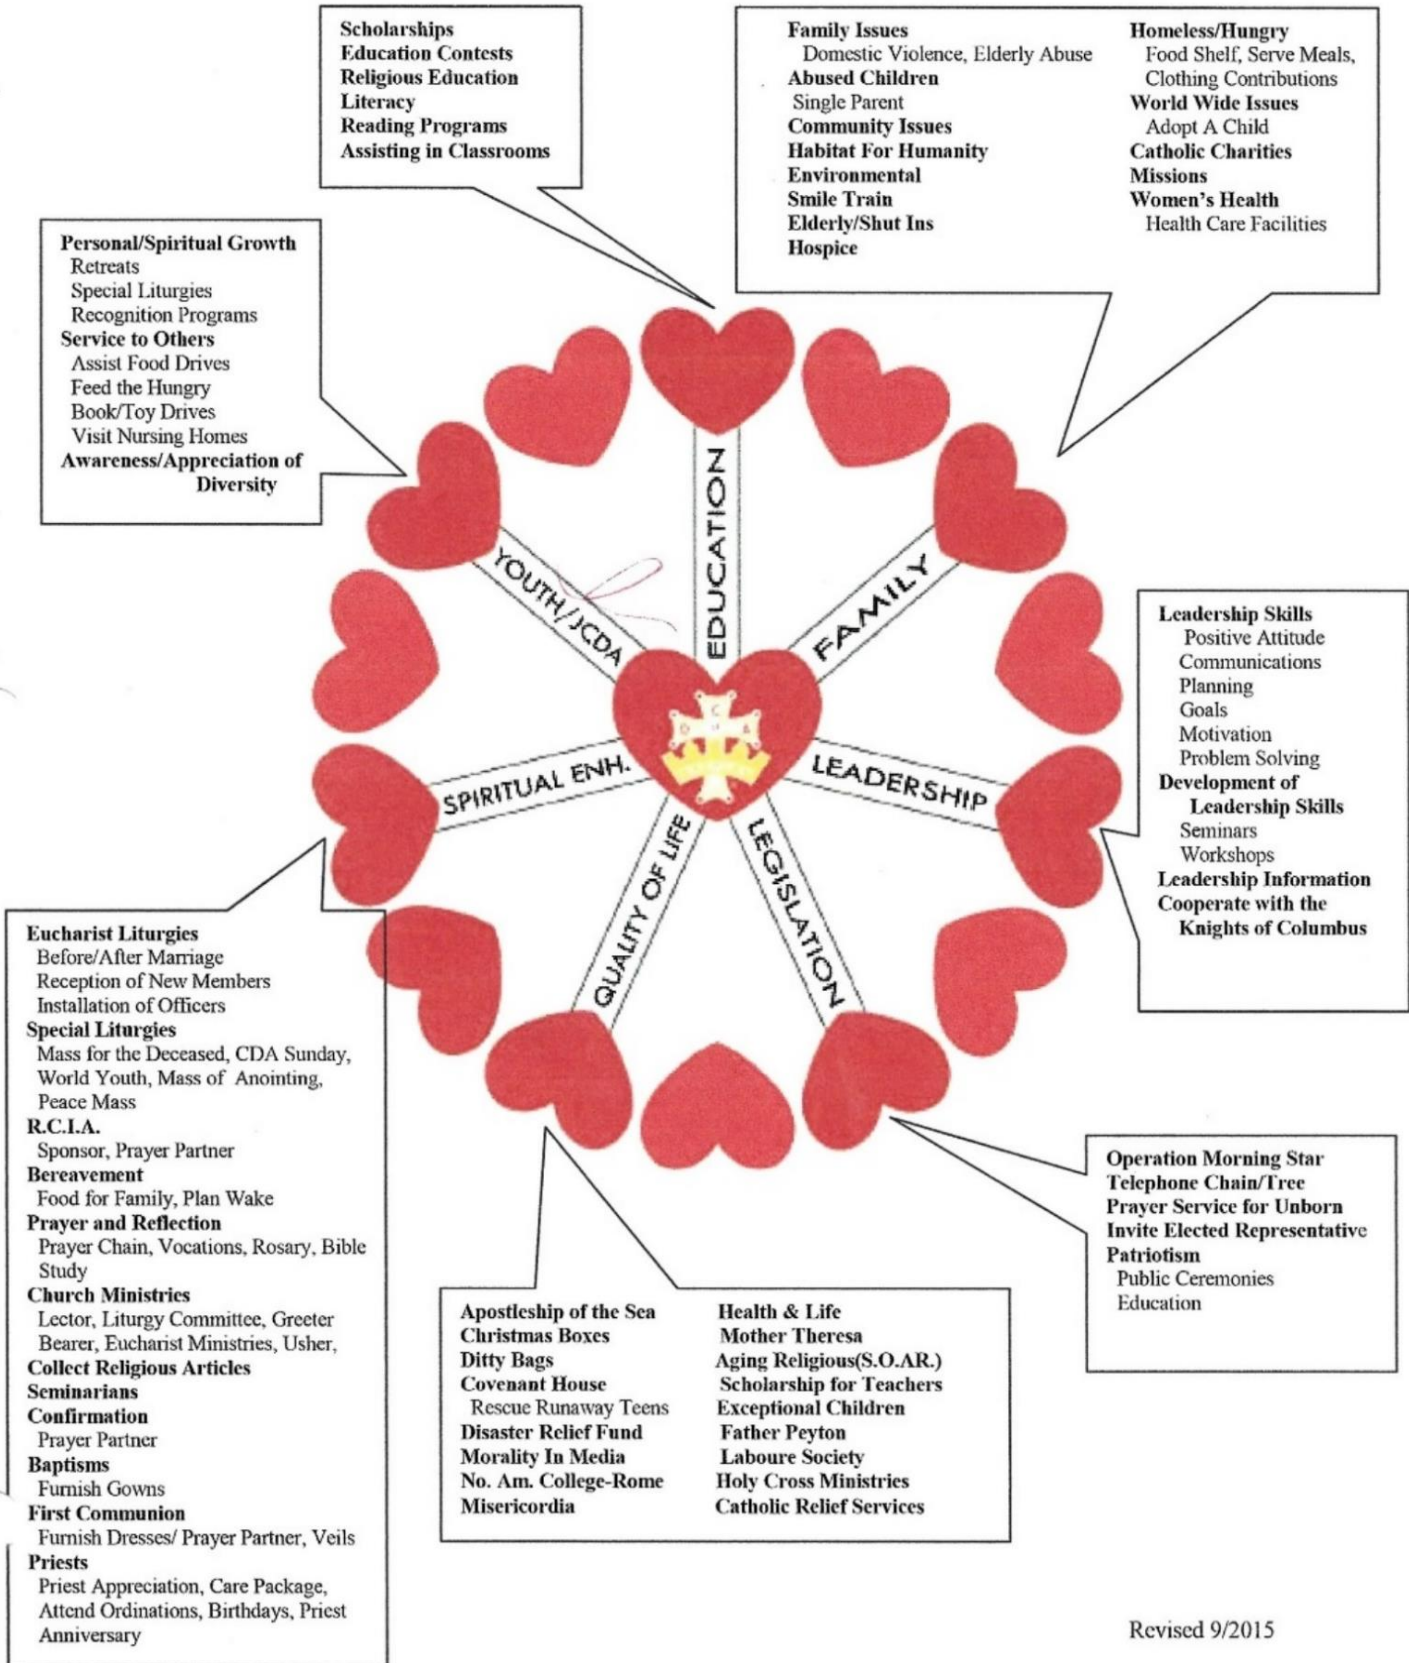 Scholarships
Education Contests
Religious Education
Literacy
Reading Programs
Assisting in Classrooms
Family Issues
Domestic Violence, Elderly Abuse
Abused Children
Single Parent
Community Issues
Habitat For Humanity
Environmental
Smile Train
Elderly/Shut Ins
Hospice
Homeless/Hungry
Food Shelf, Serve Meals,
Clothing Contributions
World Wide Issues
Adopt A Child
Catholic Charities
Missions
Women's Health
Health Care Facilities
Personal/Spiritual Growth
Retreats
Special Liturgies
Recognition Programs
Service to Others
Assist Food Drives
Feed the Hungry
Book/Toy Drives
Visit Nursing Homes
Awareness/Appreciation of
Diversity
EDUCATION
YOUTH/JCDA
FAMILY
SPIRITUAL ENH.
LEADERSHIP
QUALITY OF LIFE
LEGISLATION
C
D
A
Leadership Skills
Positive Attitude
Communications
Planning
Goals
Motivation
Problem Solving
Development of
Leadership Skills
Seminars
Workshops
Leadership Information
Cooperate with the
Knights of Columbus
Eucharist Liturgies
Before/After Marriage
Reception of New Members
Installation of Officers
Special Liturgies
Mass for the Deceased, CDA Sunday,
World Youth, Mass of Anointing,
Peace Mass
R.C.I.A.
Sponsor, Prayer Partner
Bereavement
Food for Family, Plan Wake
Prayer and Reflection
Prayer Chain, Vocations, Rosary, Bible
Study
Church Ministries
Lector, Liturgy Committee, Greeter
Bearer, Eucharist Ministries, Usher,
Collect Religious Articles
Seminarians
Confirmation
Prayer Partner
Baptisms
Furnish Gowns
First Communion
Furnish Dresses/ Prayer Partner, Veils
Priests
Priest Appreciation, Care Package,
Attend Ordinations, Birthdays, Priest
Anniversary
Apostleship of the Sea
Christmas Boxes
Ditty Bags
Covenant House
Rescue Runaway Teens
Disaster Relief Fund
Morality In Media
No. Am. College-Rome
Misericordia
Health & Life
Mother Theresa
Aging Religious(S.O.AR.)
Scholarship for Teachers
Exceptional Children
Father Peyton
Laboure Society
Holy Cross Ministries
Catholic Relief Services
Operation Morning Star
Telephone Chain/Tree
Prayer Service for Unborn
Invite Elected Representative
Patriotism
Public Ceremonies
Education
Revised 9/2015